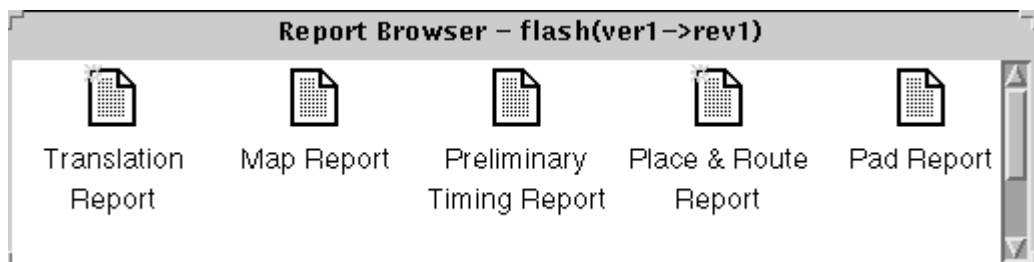 Report Browser – flash(ver1->rev1)
Translation Report
Map Report
Preliminary Timing Report
Place & Route Report
Pad Report